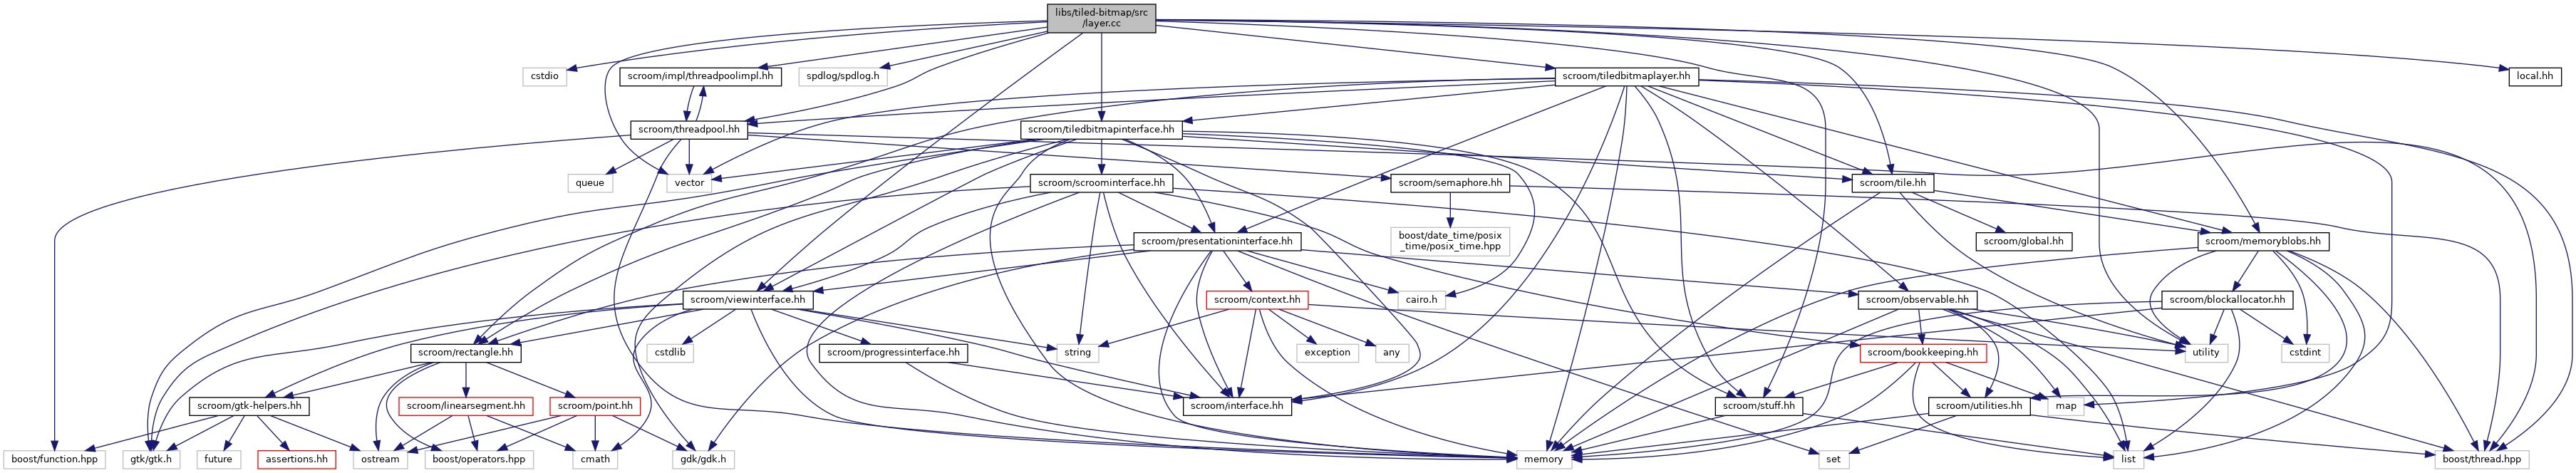 libs/tiled-bitmap/src
/layer.cc
cstdio
scroom/impl/threadpoolimpl.hh
spdlog/spdlog.h
scroom/tiledbitmaplayer.hh
local.hh
scroom/threadpool.hh
scroom/tiledbitmapinterface.hh
queue
vector
scroom/scroominterface.hh
scroom/semaphore.hh
scroom/tile.hh
boost/date_time/posix
_time/posix_time.hpp
scroom/presentationinterface.hh
scroom/global.hh
scroom/memoryblobs.hh
scroom/viewinterface.hh
cairo.h
scroom/context.hh
scroom/observable.hh
scroom/blockallocator.hh
scroom/rectangle.hh
cstdlib
scroom/progressinterface.hh
string
exception
any
scroom/bookkeeping.hh
utility
cstdint
scroom/gtk-helpers.hh
scroom/linearsegment.hh
scroom/point.hh
scroom/interface.hh
scroom/stuff.hh
scroom/utilities.hh
map
boost/function.hpp
gtk/gtk.h
future
assertions.hh
ostream
boost/operators.hpp
cmath
gdk/gdk.h
memory
set
list
boost/thread.hpp